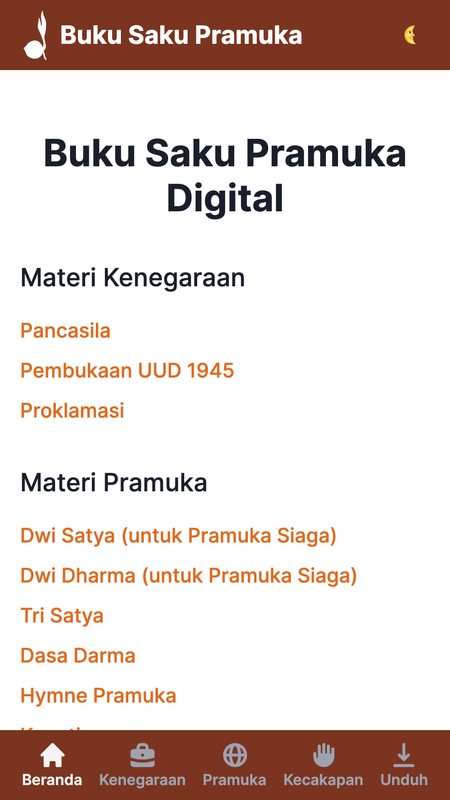 Buku Saku Pramuka
Buku Saku Pramuka
Digital
Materi Kenegaraan
Pancasila
Pembukaan UUD 1945
Proklamasi
Materi Pramuka
Dwi Satya (untuk Pramuka Siaga)
Dwi Dharma (untuk Pramuka Siaga)
Tri Satya
Dasa Darma
Hymne Pramuka
Beranda
Kenegaraan
Pramuka
Kecakapan
Unduh